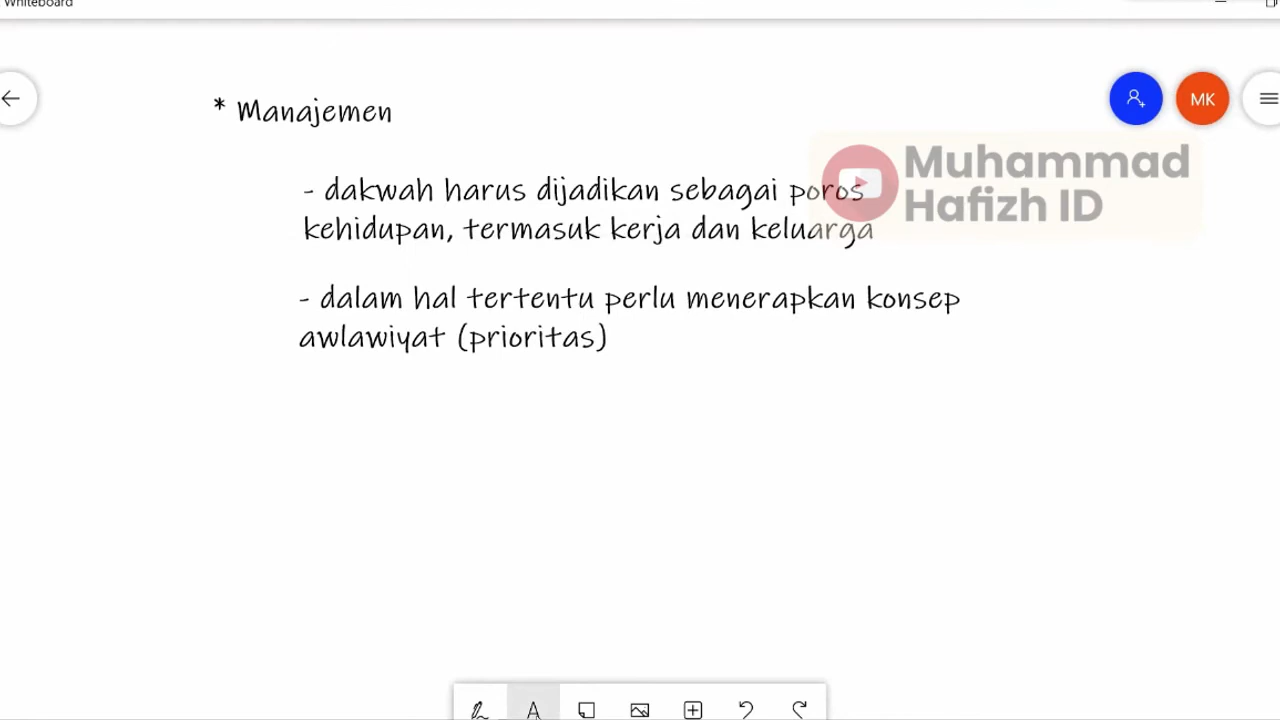 Whiteboard
* Manajemen
MK
Muhammad
Hafizh ID
- dakwah harus dijadikan sebagai poros
kehidupan, termasuk kerja dan keluarga
- dalam hal tertentu perlu menerapkan konsep
awlawiyat (prioritas)
A